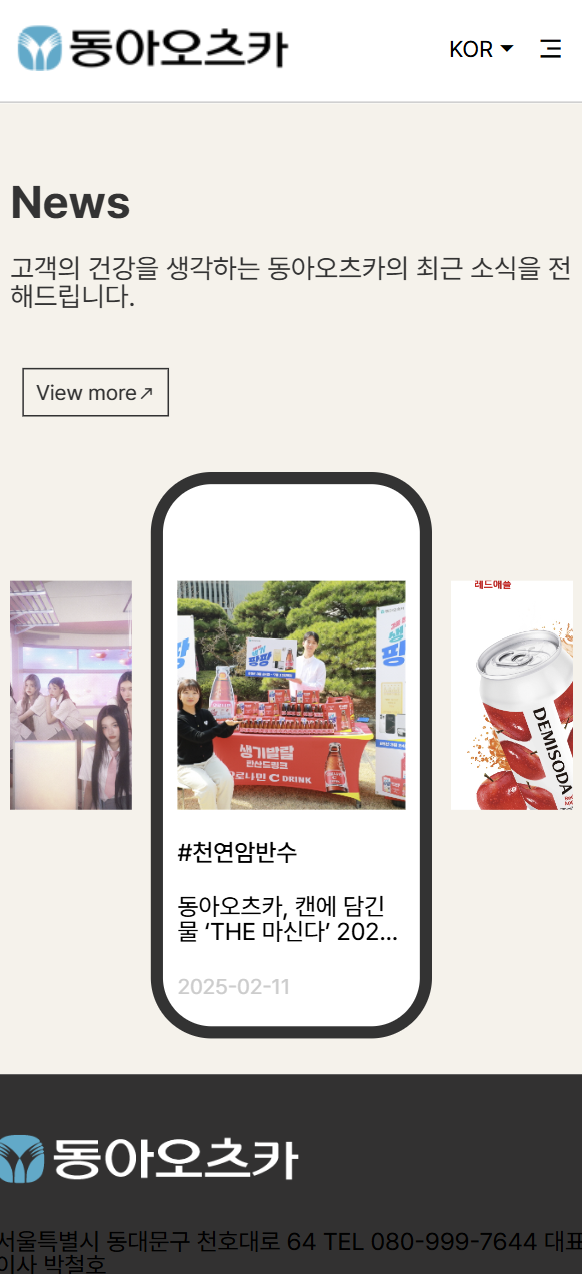 동아오츠카
KOR
News
고객의 건강을 생각하는 동아오츠카의 최근 소식을 전
해드립니다.
View more↗
레드애플
생기발랄
탄산드링크
오로나민 C DRINK
DEMISODA
#천연암반수
동아오츠카, 캔에 담긴
물 ‘THE 마신다’ 202...
2025-02-11
동아오츠카
서울특별시 동대문구 천호대로 64 TEL 080-999-7644 대표
이사 박철호